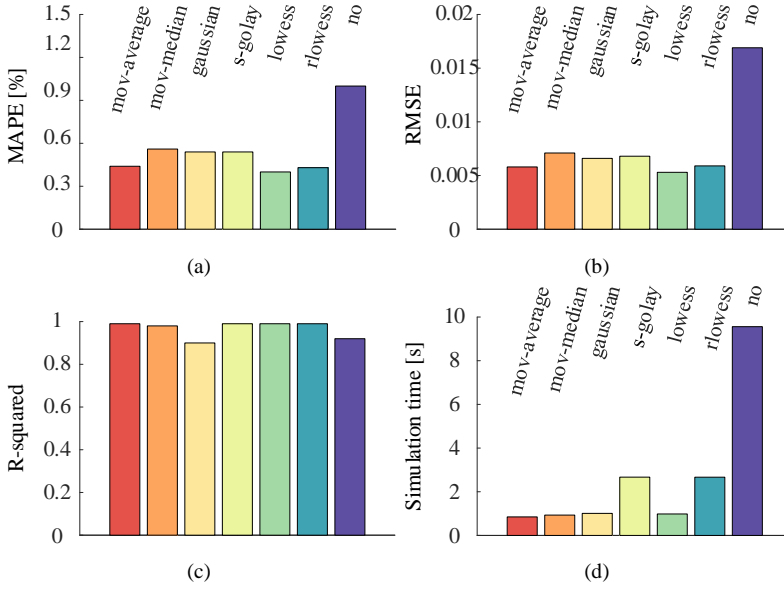 1.5
1.2
0.9
0.6
0.3
0
MAPE [%]
mov-average
mov-median
gaussian
s-golay
lowess
rlowess
no
(a)
0.02
0.015
0.01
0.005
0
RMSE
mov-average
mov-median
gaussian
s-golay
lowess
rlowess
no
(b)
1
0.8
0.6
0.4
0.2
0
R-squared
(c)
10
8
6
4
2
0
Simulation time [s]
mov-average
mov-median
gaussian
s-golay
lowess
rlowess
no
(d)